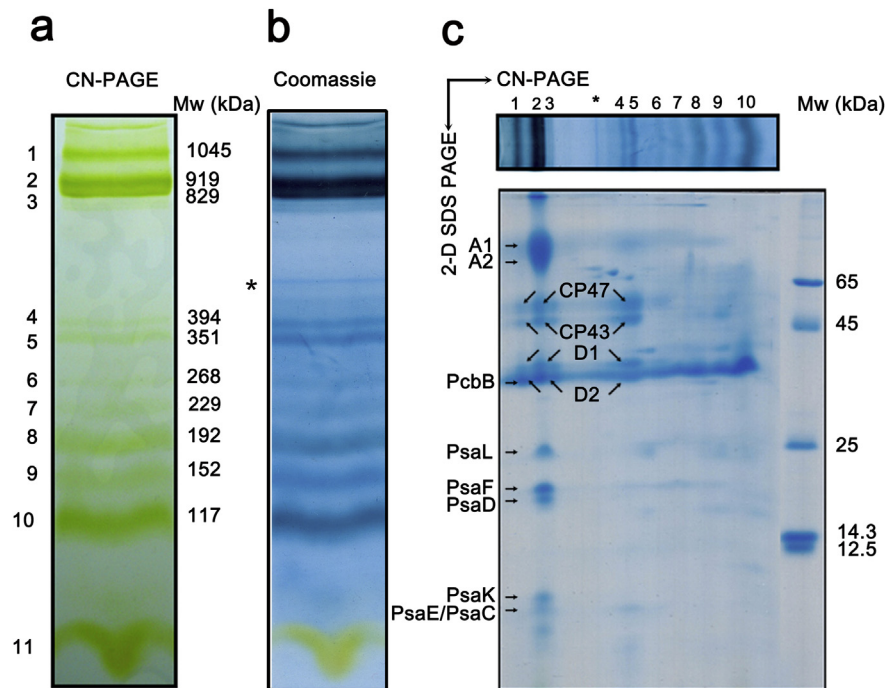 a
b
c
CN-PAGE
Mw (kDa)
1
1045
2
919
3
829
4
394
5
351
6
268
7
229
8
192
9
152
10
117
11
Coomassie
*
CN-PAGE
1 2 3 * 4 5 6 7 8 9 10
Mw (kDa)
2-D SDS PAGE
A1
A2
CP47
CP43
D1
D2
PcbB
PsaL
PsaF
PsaD
PsaK
PsaE/PsaC
65
45
25
14.3
12.5